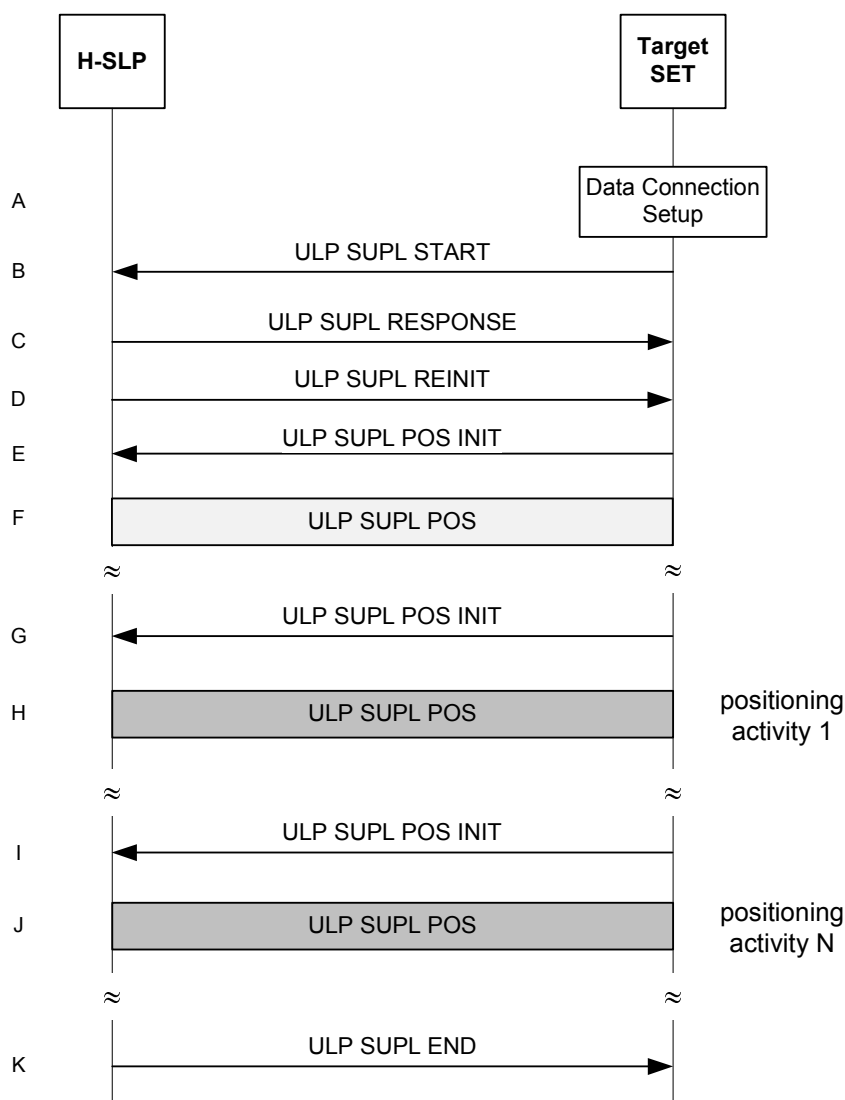 H-SLP
Target
SET
A
Data Connection
Setup
B
ULP SUPL START
C
ULP SUPL RESPONSE
D
ULP SUPL REINIT
E
ULP SUPL POS INIT
F
ULP SUPL POS
≈ ≈
G
ULP SUPL POS INIT
H
ULP SUPL POS
positioning
activity 1
≈ ≈
I
ULP SUPL POS INIT
J
ULP SUPL POS
positioning
activity N
≈ ≈
K
ULP SUPL END